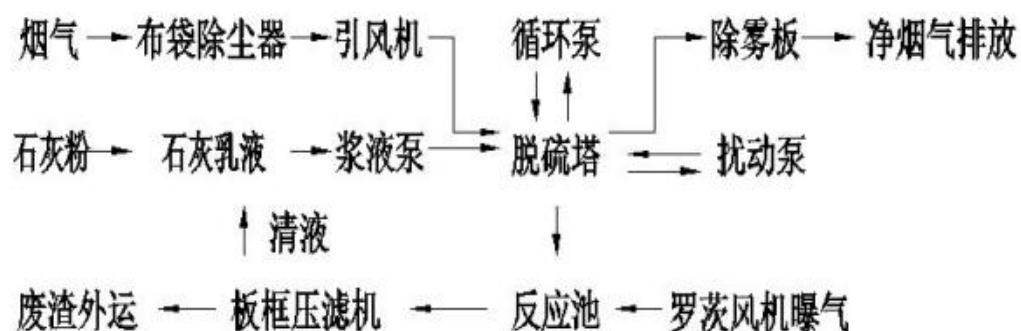 烟气 布袋除尘器 引风机 循环泵 除雾板 净烟气排放
石灰粉 石灰乳液 浆液泵 脱硫塔 扰动泵
清液
废渣外运 板框压滤机 反应池 罗茨风机曝气